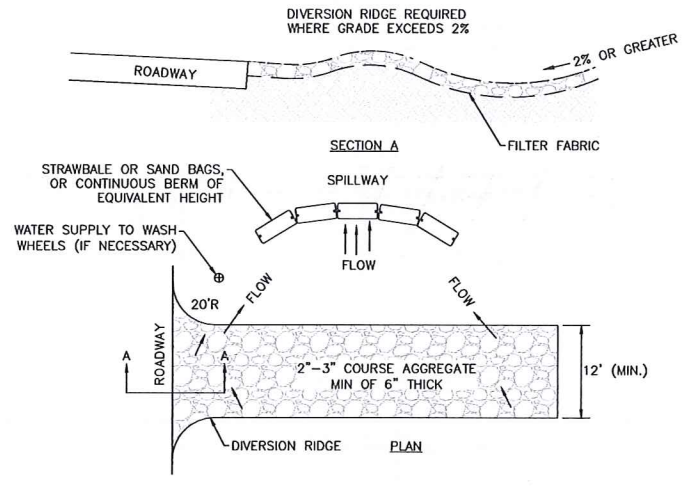 DIVERSION RIDGE REQUIRED
WHERE GRADE EXCEEDS 2%
2% OR GREATER
ROADWAY
FILTER FABRIC
SECTION A
STRAWBALE OR SAND BAGS,
OR CONTINUOUS BERM OF
EQUIVALENT HEIGHT
SPILLWAY
WATER SUPPLY TO WASH
WHEELS (IF NECESSARY)
FLOW
FLOW
FLOW
20'R
ROADWAY
A
A
2"-3" COURSE AGGREGATE
MIN OF 6" THICK
12' (MIN.)
DIVERSION RIDGE
PLAN